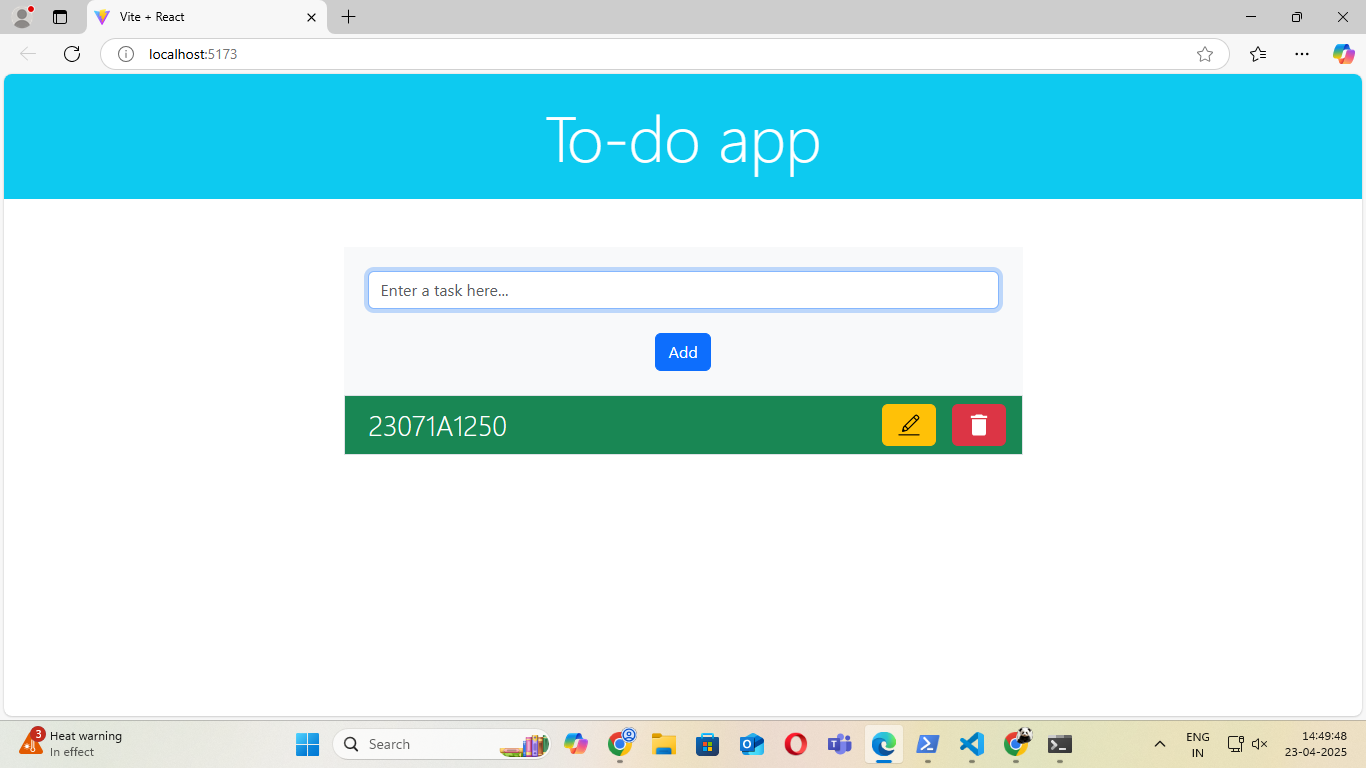 Vite + React
localhost:5173
To-do app
Enter a task here...
Add
23071A1250
3
Heat warning
In effect
Search
ENG
IN
14:49:48
23-04-2025